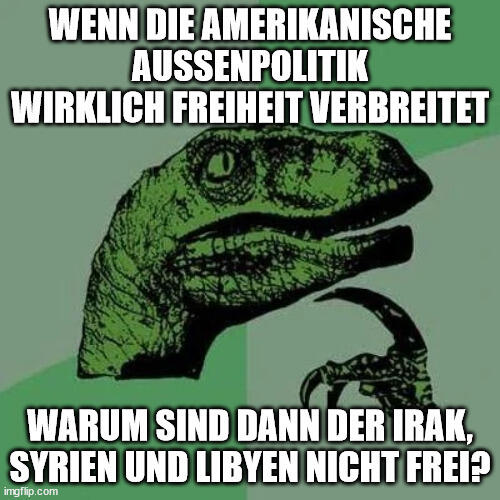 WENN DIE AMERIKANISCHE
AUSSENPOLITIK
WIRKLICH FREIHEIT VERBREITET
WARUM SIND DANN DER IRAK,
SYRIEN UND LIBYEN NICHT FREI?
imgflip.com